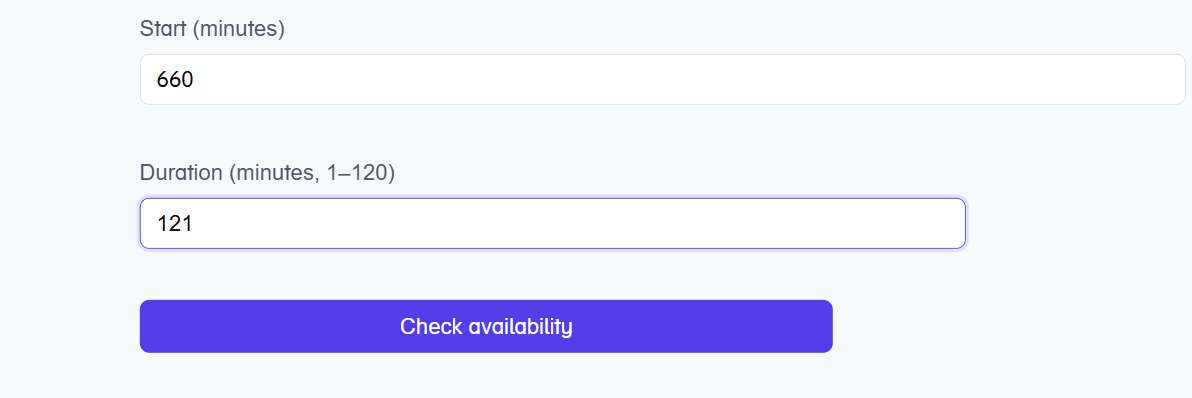 Start (minutes)
660
Duration (minutes, 1–120)
121
Check availability